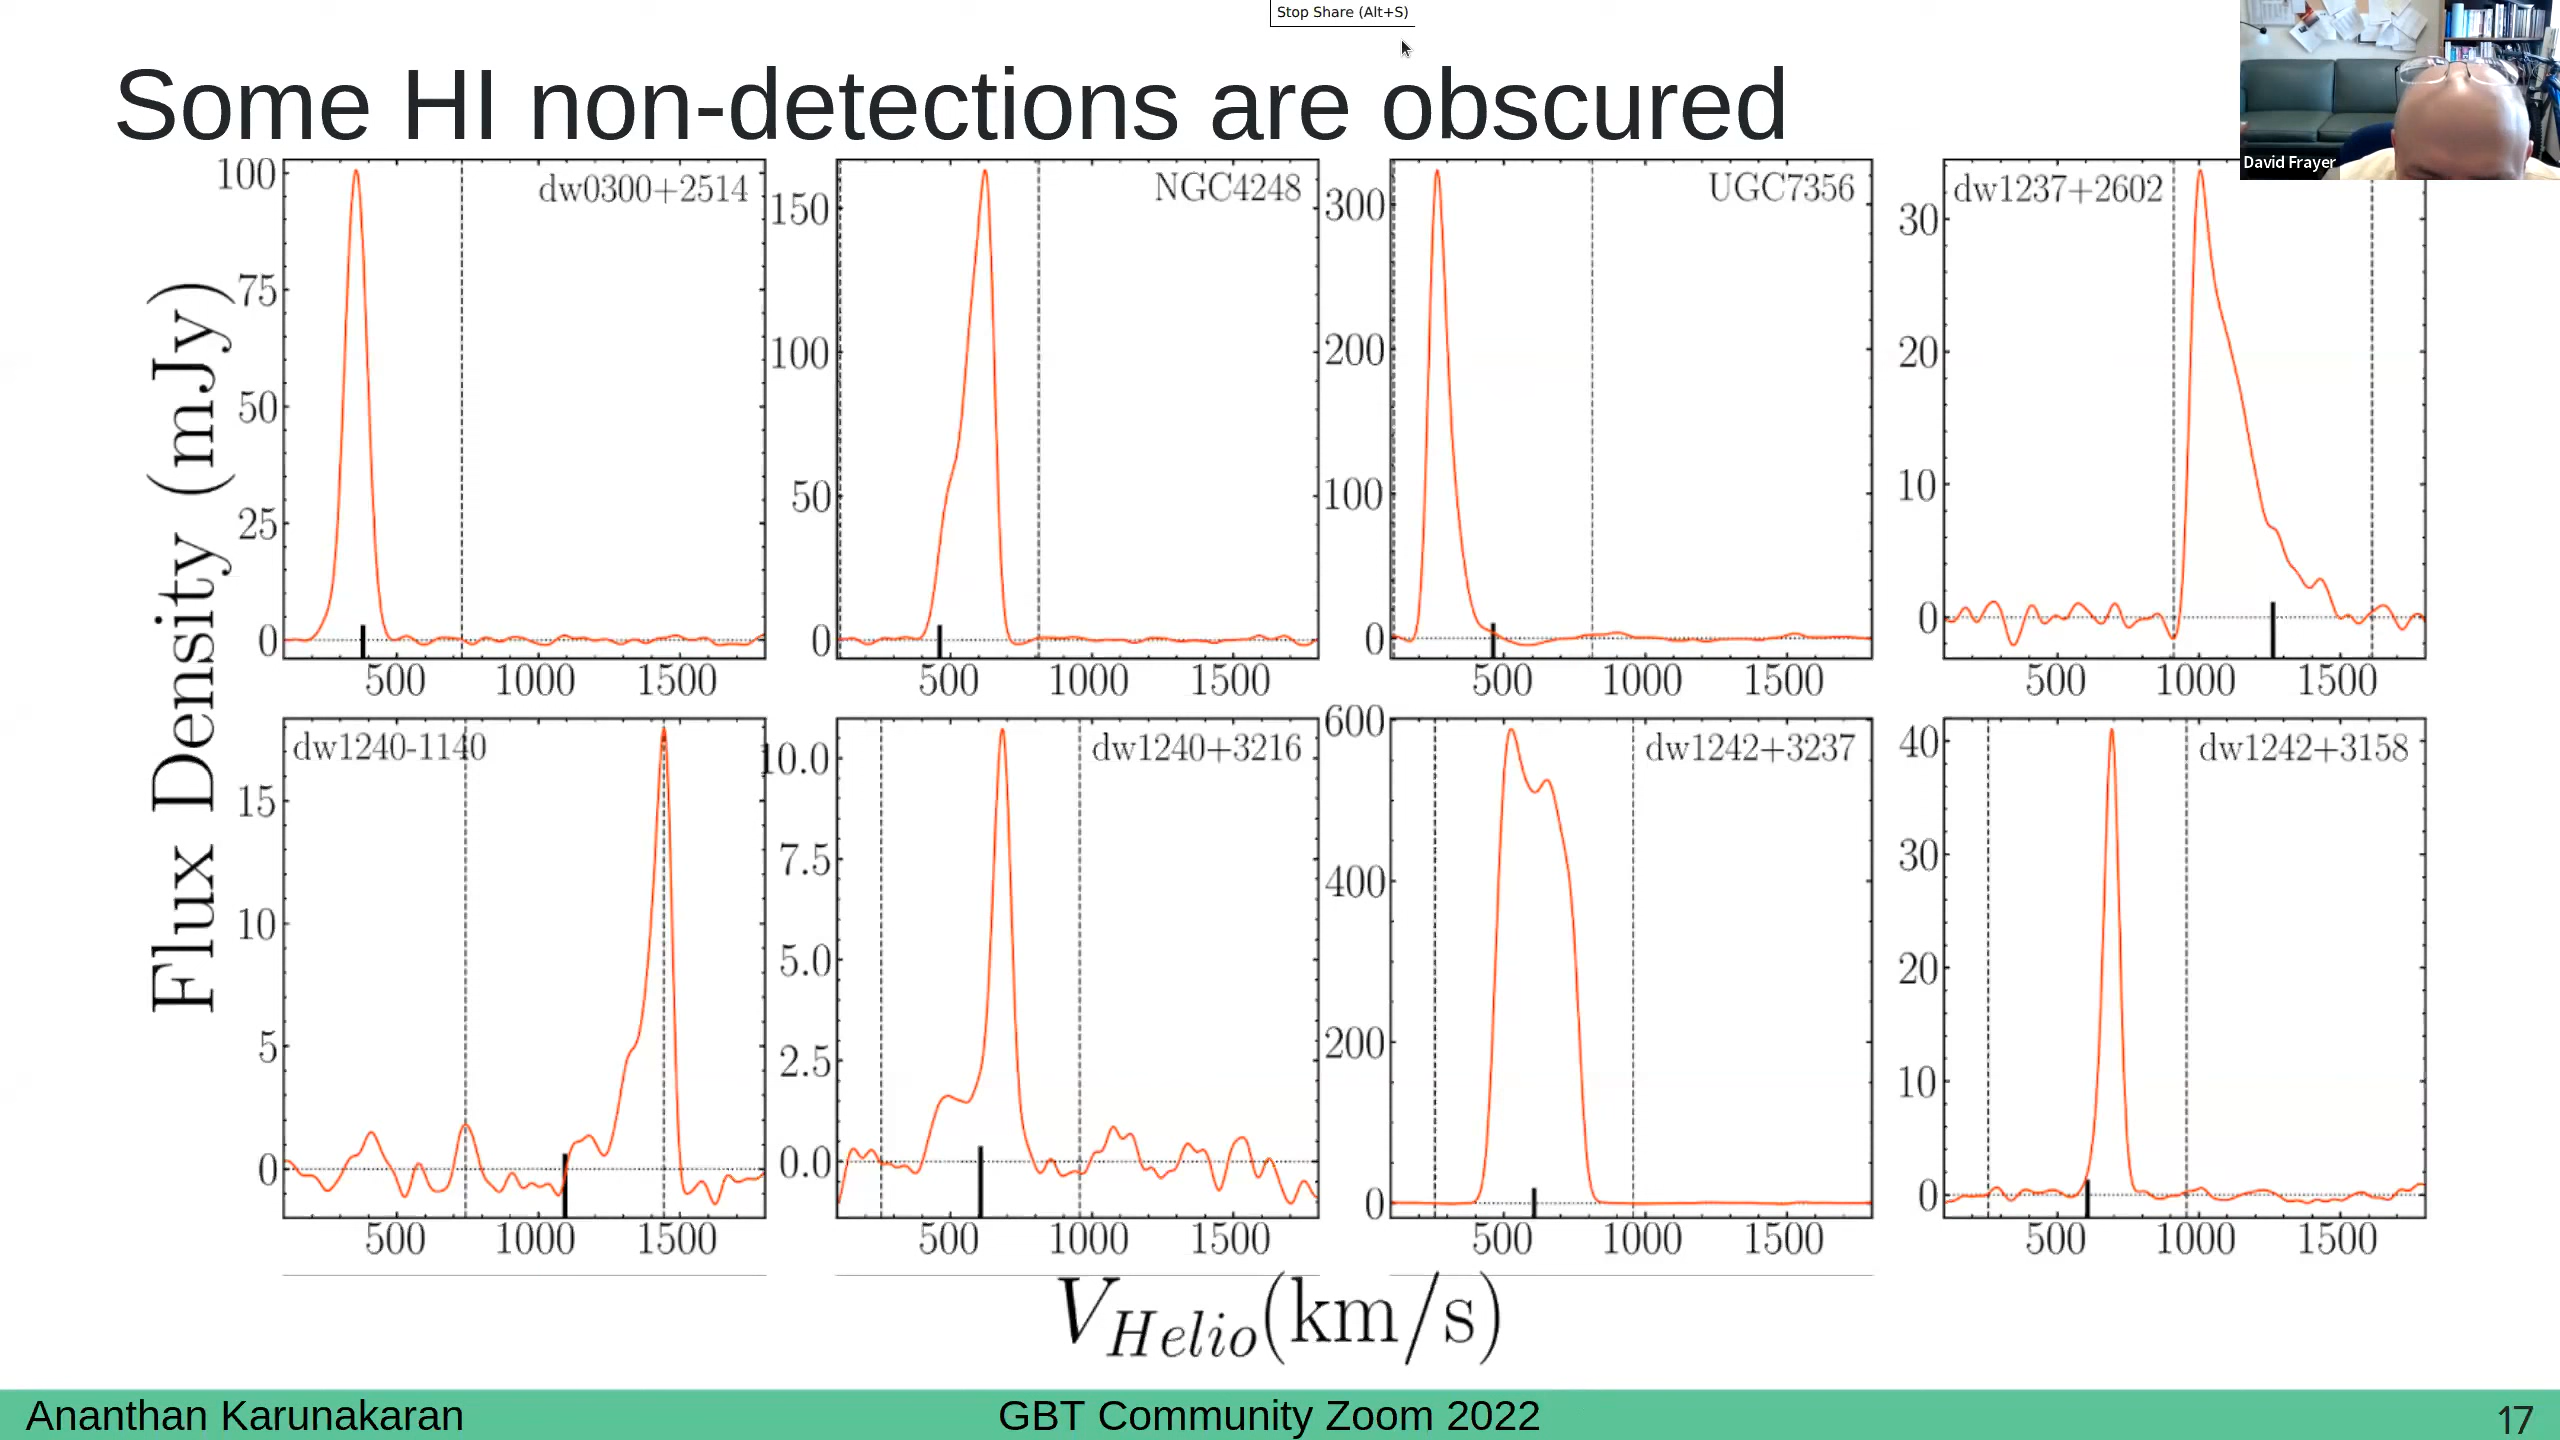 Stop Share (Alt+S)
Some HI non-detections are obscured
David Frayer
Flux Density (mJy)
dw0300+2514
100
75
50
25
0
500 1000 1500
NGC4248
150
100
50
0
500 1000 1500
UGC7356
300
200
100
0
500 1000 1500
dw1237+2602
30
20
10
0
500 1000 1500
dw1240-1140
15
10
5
0
500 1000 1500
dw1240+3216
10.0
7.5
5.0
2.5
0.0
500 1000 1500
dw1242+3237
600
400
200
0
500 1000 1500
dw1242+3158
40
30
20
10
0
500 1000 1500
V_Helio(km/s)
Ananthan Karunakaran
GBT Community Zoom 2022
17